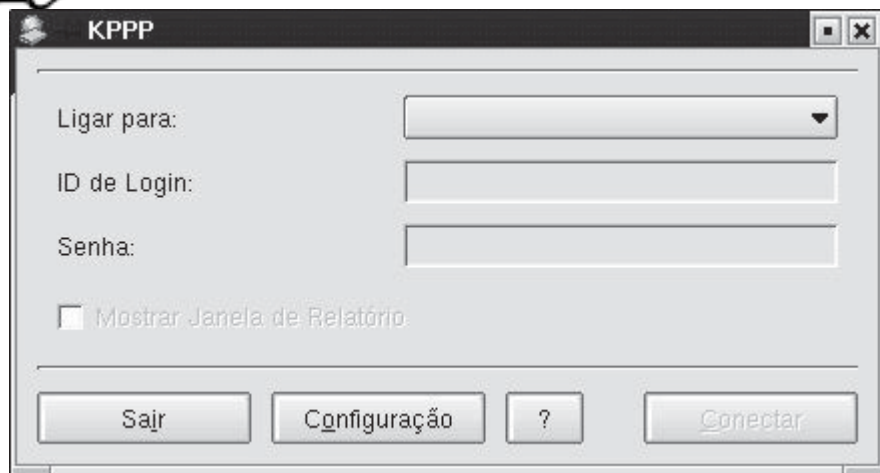 KPPP
Ligar para:
ID de Login:
Senha:
Mostrar Janela de Relatório
Sair Configuração ? Conectar